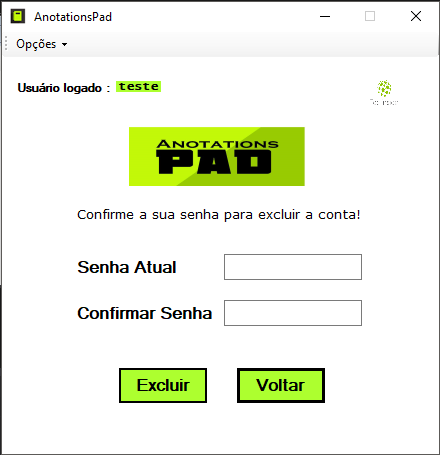 AnotationsPad
Opções
Usuário logado : teste
ANOTATIONS
PAD
Confirme a sua senha para excluir a conta!
Senha Atual
Confirmar Senha
Excluir
Voltar